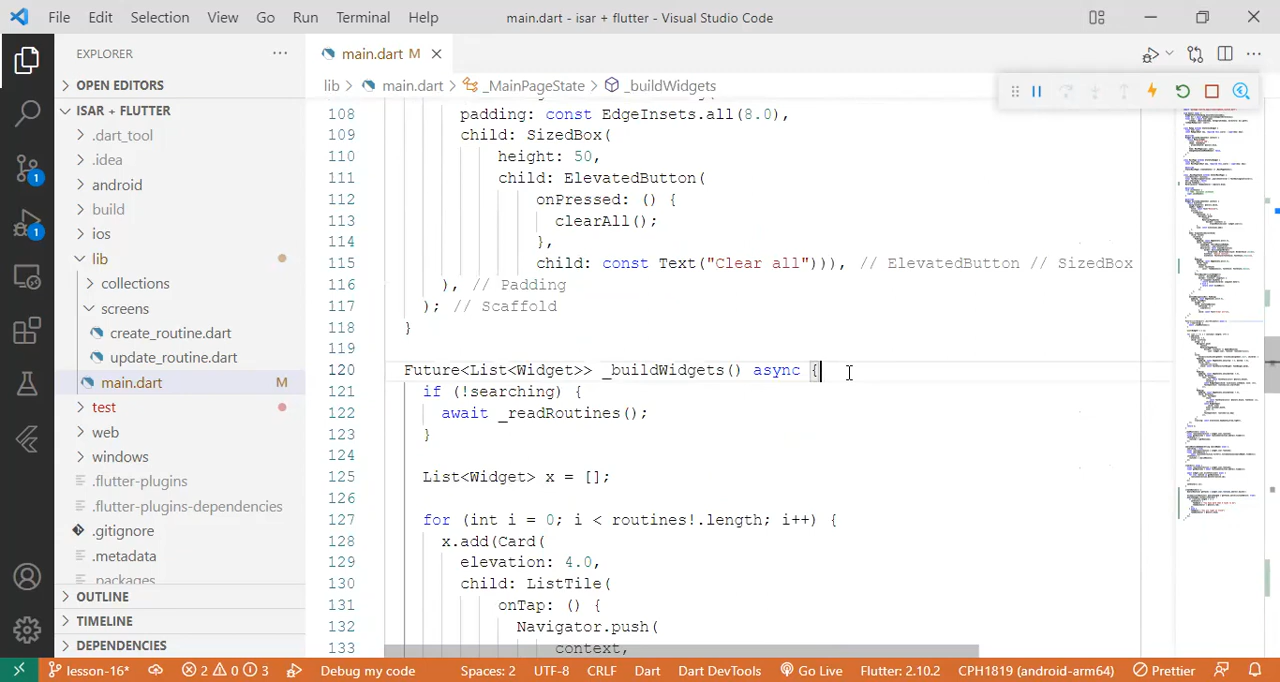 File Edit Selection View Go Run Terminal Help main.dart - isar + flutter - Visual Studio Code
EXPLORER
main.dart M
OPEN EDITORS
lib > main.dart > _MainPageState > _buildWidgets
ISAR + FLUTTER
.dart_tool
.idea
android
build
ios
lib
collections
screens
create_routine.dart
update_routine.dart
main.dart M
test
web
windows
.flutter-plugins
.flutter-plugins-dependencies
.gitignore
.metadata
.packages
OUTLINE
TIMELINE
DEPENDENCIES
1
1
108 padding: const EdgeInsets.all(8.0),
109 child: SizedBox(
110 height: 50,
111 child: ElevatedButton(
112 onPressed: () {
113 clearAll();
114 },
115 child: const Text("Clear all"))), // ElevatedButton // SizedBox
116 ), // Padding
117 ); // Scaffold
118 }
119
120 Future<List<Widget>> _buildWidgets() async {
121 if (!searching) {
122 await _readRoutines();
123 }
124
125 List<Widget> x = [];
126
127 for (int i = 0; i < routines!.length; i++) {
128 x.add(Card(
129 elevation: 4.0,
130 child: ListTile(
131 onTap: () {
132 Navigator.push(
133 context,
lesson-16* 2 0 3 Debug my code Spaces: 2 UTF-8 CRLF Dart Dart DevTools Go Live Flutter: 2.10.2 CPH1819 (android-arm64) Prettier